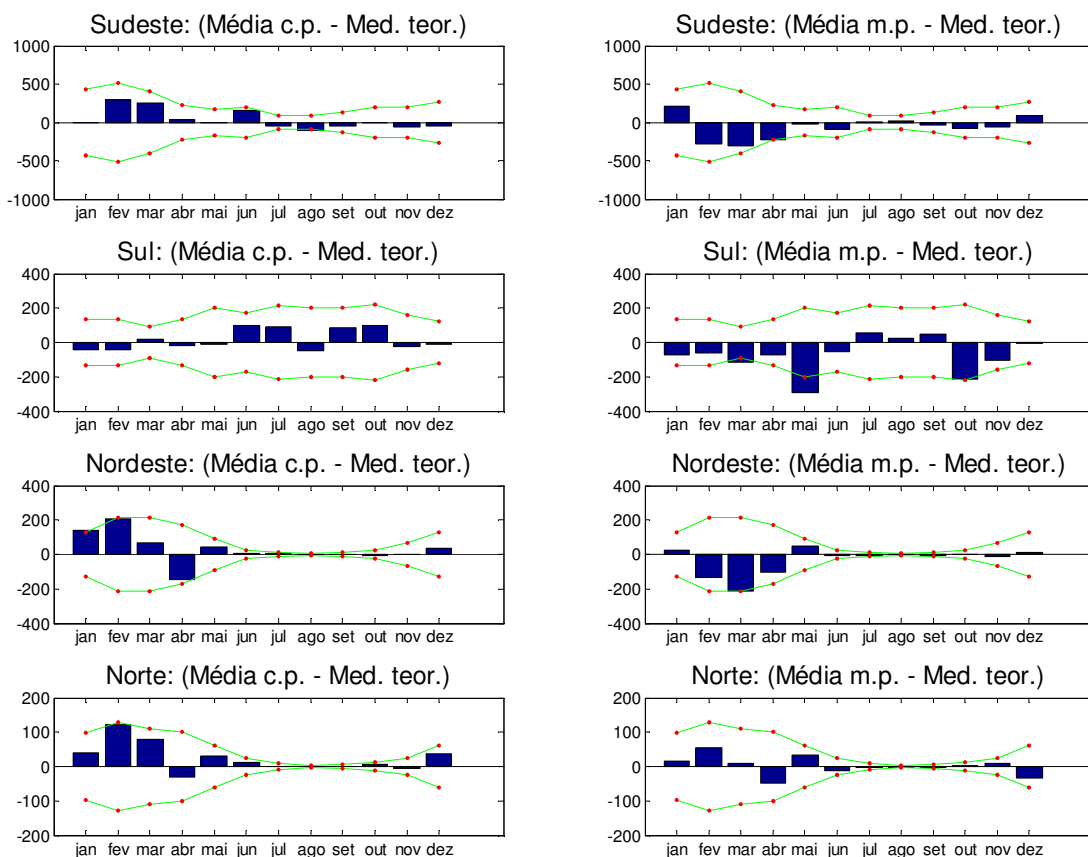 Sudeste: (Média c.p. - Med. teor.)
1000
500
0
-500
-1000
jan fev mar abr mai jun jul ago set out nov dez
Sudeste: (Média m.p. - Med. teor.)
1000
500
0
-500
-1000
jan fev mar abr mai jun jul ago set out nov dez
Sul: (Média c.p. - Med. teor.)
400
200
0
-200
-400
jan fev mar abr mai jun jul ago set out nov dez
Sul: (Média m.p. - Med. teor.)
400
200
0
-200
-400
jan fev mar abr mai jun jul ago set out nov dez
Nordeste: (Média c.p. - Med. teor.)
400
200
0
-200
-400
jan fev mar abr mai jun jul ago set out nov dez
Nordeste: (Média m.p. - Med. teor.)
400
200
0
-200
-400
jan fev mar abr mai jun jul ago set out nov dez
Norte: (Média c.p. - Med. teor.)
200
100
0
-100
-200
jan fev mar abr mai jun jul ago set out nov dez
Norte: (Média m.p. - Med. teor.)
200
100
0
-100
-200
jan fev mar abr mai jun jul ago set out nov dez